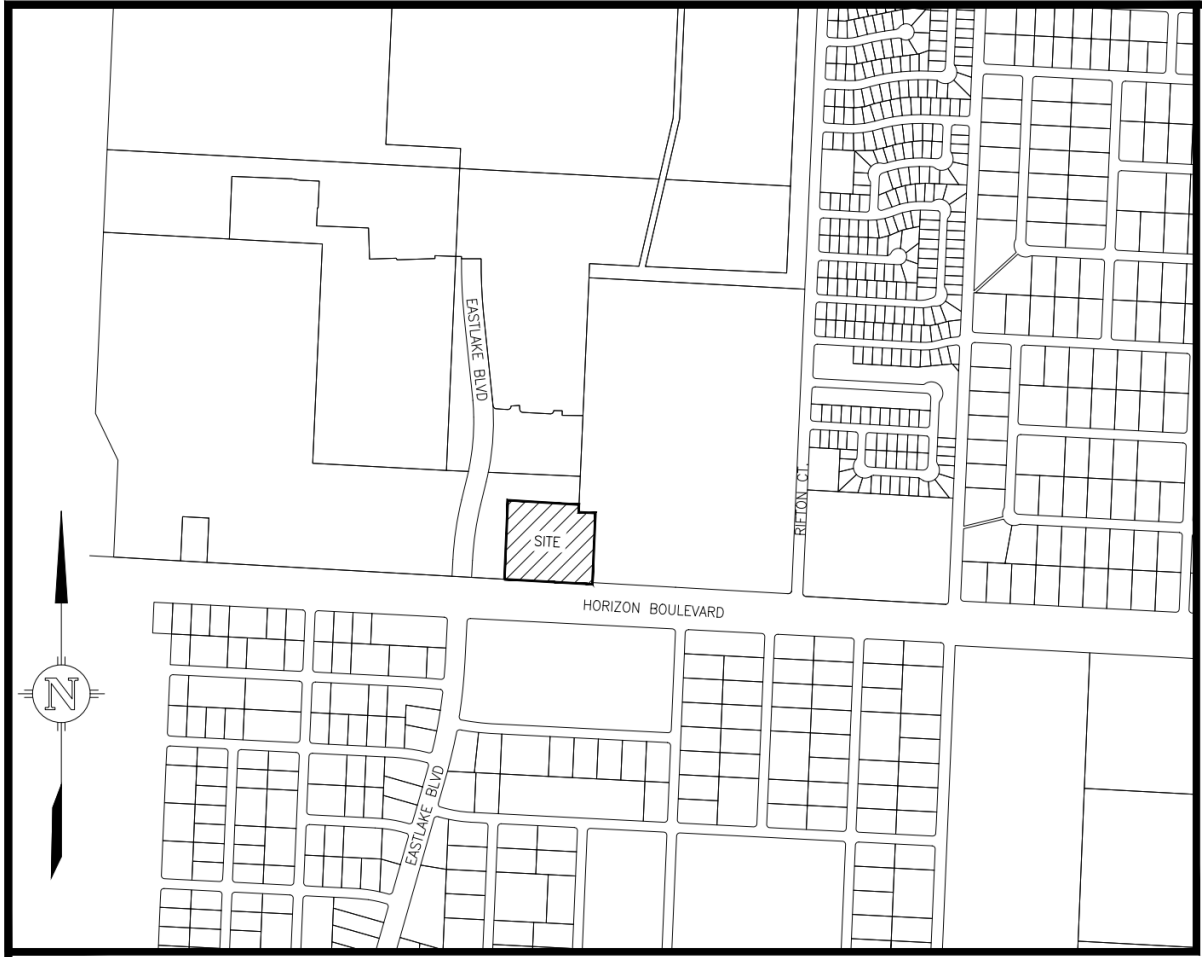 EASTLAKE BLVD
RIFTON CT.
SITE
HORIZON BOULEVARD
N
EASTLAKE BLVD